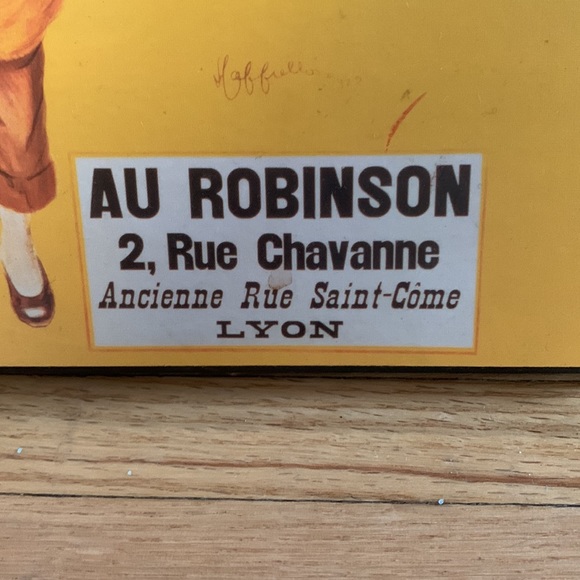 AU ROBINSON
2, Rue Chavanne
Ancienne Rue Saint-Côme
LYON